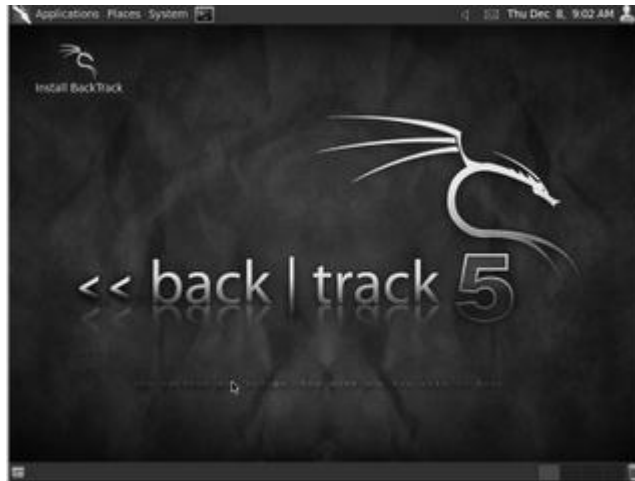 Applications Places System Thu Dec 8, 9:02 AM
Install BackTrack
<< back | track 5